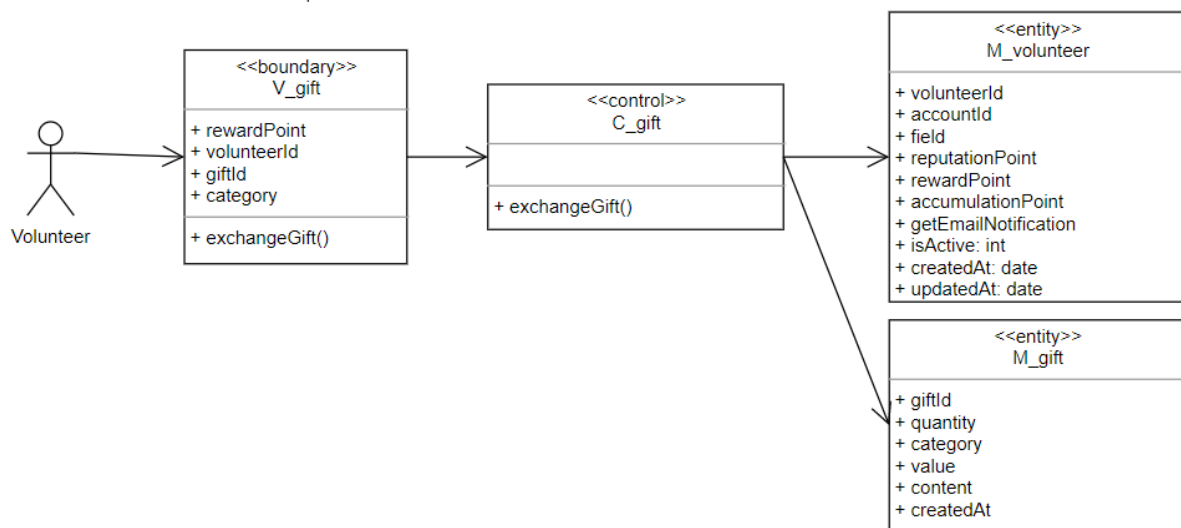 Volunteer
<<boundary>>
V_gift
+ rewardPoint
+ volunteerId
+ giftId
+ category
+ exchangeGift()
<<control>>
C_gift
+ exchangeGift()
<<entity>>
M_volunteer
+ volunteerId
+ accountId
+ field
+ reputationPoint
+ rewardPoint
+ accumulationPoint
+ getEmailNotification
+ isActive: int
+ createdAt: date
+ updatedAt: date
<<entity>>
M_gift
+ giftId
+ quantity
+ category
+ value
+ content
+ createdAt